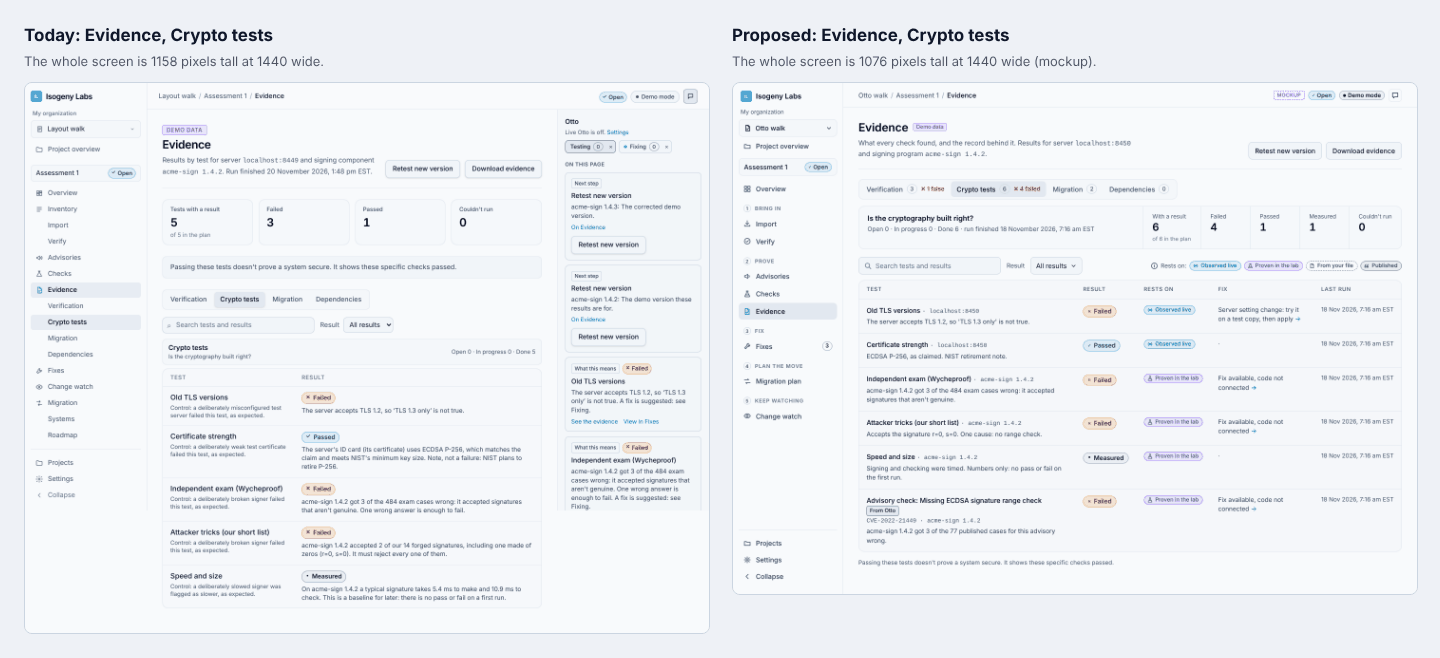 Today: Evidence, Crypto tests
The whole screen is 1158 pixels tall at 1440 wide.
Isogeny Labs
My organization
Layout walk
Project overview
Assessment 1
Open
Overview
Inventory
Import
Verify
Advisories
Checks
Evidence
Verification
Crypto tests
Migration
Dependencies
Fixes
Change watch
Migration
Systems
Roadmap
Projects
Settings
Collapse
Layout walk / Assessment 1 / Evidence
Open
Demo mode
DEMO DATA
Evidence
Results by test for server localhost:8449 and signing component
acme-sign 1.4.2. Run finished 20 November 2026, 1:48 pm EST.
Retest new version
Download evidence
Tests with a result
5
of 5 in the plan
Failed
3
Passed
1
Couldn't run
0
Passing these tests doesn't prove a system secure. It shows these specific checks passed.
Verification
Crypto tests
Migration
Dependencies
Search tests and results
Result
All results
Crypto tests
Is the cryptography built right?
Open 0 · In progress 0 · Done 5
TEST
RESULT
Old TLS versions
Control: a deliberately misconfigured test
server failed this test, as expected.
Failed
The server accepts TLS 1.2, so 'TLS 1.3 only' is not true.
Certificate strength
Control: a deliberately weak test certificate
failed this test, as expected.
Passed
The server's ID card (its certificate) uses ECDSA P-256, which matches the
claim and meets NIST's minimum key size. Note, not a failure: NIST plans to
retire P-256.
Independent exam (Wycheproof)
Control: a deliberately broken signer failed
this test, as expected.
Failed
acme-sign 1.4.2 got 3 of the 484 exam cases wrong: it accepted signatures
that aren't genuine. One wrong answer is enough to fail.
Attacker tricks (our short list)
Control: a deliberately broken signer failed
this test, as expected.
Failed
acme-sign 1.4.2 accepted 2 of our 14 forged signatures, including one made of
zeros (r=0, s=0). It must reject every one of them.
Speed and size
Control: a deliberately slowed signer was
flagged as slower, as expected.
Measured
On acme-sign 1.4.2 a typical signature takes 5.4 ms to make and 10.9 ms to
check. This is a baseline for later: there is no pass or fail on a first run.
Otto
Live Otto is off. Settings
Testing 0 ×
Fixing 0 ×
ON THIS PAGE
Next step
Retest new version
acme-sign 1.4.3: The corrected demo
version.
On Evidence
Retest new version
Next step
Retest new version
acme-sign 1.4.2: The demo version these
results are for.
On Evidence
Retest new version
What this means
Failed
Old TLS versions
The server accepts TLS 1.2, so 'TLS 1.3
only' is not true. A fix is suggested: see
Fixing.
See the evidence
View in Fixes
What this means
Failed
Independent exam (Wycheproof)
acme-sign 1.4.2 got 3 of the 484 exam
cases wrong: it accepted signatures
that aren't genuine. One wrong answer is
enough to fail. A fix is suggested: see
Fixing.
Proposed: Evidence, Crypto tests
The whole screen is 1076 pixels tall at 1440 wide (mockup).
Isogeny Labs
My organization
Otto walk
Project overview
Assessment 1
Open
Overview
1 BRING IN
Import
Verify
2 PROVE
Advisories
Checks
Evidence
3 FIX
Fixes
3
4 PLAN THE MOVE
Migration plan
5 KEEP WATCHING
Change watch
Projects
Settings
Collapse
Otto walk / Assessment 1 / Evidence
MOCKUP
Open
Demo mode
Evidence
Demo data
What every check found, and the record behind it. Results for server localhost:8450
and signing program acme-sign 1.4.2.
Retest new version
Download evidence
Verification 3 × 1 false
Crypto tests 6 × 4 failed
Migration 2
Dependencies 0
Is the cryptography built right?
Open 0 · In progress 0 · Done 6 · run finished 18 November 2026, 7:16 am EST
With a result
6
of 6 in the plan
Failed
4
Passed
1
Measured
1
Couldn't run
0
Search tests and results
Result
All results
Rests on:
Observed live
Proven in the lab
From your file
Published
TEST
RESULT
RESTS ON
FIX
LAST RUN
Old TLS versions · localhost:8450
The server accepts TLS 1.2, so 'TLS 1.3 only' is not true.
Failed
Observed live
Server setting change: try it
on a test copy, then apply →
18 Nov 2026, 7:16 am EST
Certificate strength · localhost:8450
ECDSA P-256, as claimed. NIST retirement note.
Passed
Observed live
-
18 Nov 2026, 7:16 am EST
Independent exam (Wycheproof) · acme-sign 1.4.2
acme-sign 1.4.2 got 3 of the 484 exam cases wrong: it accepted
signatures that aren't genuine.
Failed
Proven in the lab
Fix available, code not
connected →
18 Nov 2026, 7:16 am EST
Attacker tricks (our short list) · acme-sign 1.4.2
Accepts the signature r=0, s=0. One cause: no range check.
Failed
Proven in the lab
Fix available, code not
connected →
18 Nov 2026, 7:16 am EST
Speed and size · acme-sign 1.4.2
Signing and checking were timed. Numbers only: no pass or fail on
the first run.
Measured
Proven in the lab
-
18 Nov 2026, 7:16 am EST
Advisory check: Missing ECDSA signature range check
From Otto
CVE-2022-21449 · acme-sign 1.4.2
acme-sign 1.4.2 got 3 of the 77 published cases for this advisory
wrong.
Failed
Proven in the lab
Fix available, code not
connected →
18 Nov 2026, 7:16 am EST
Passing these tests doesn't prove a system secure. It shows these specific checks passed.